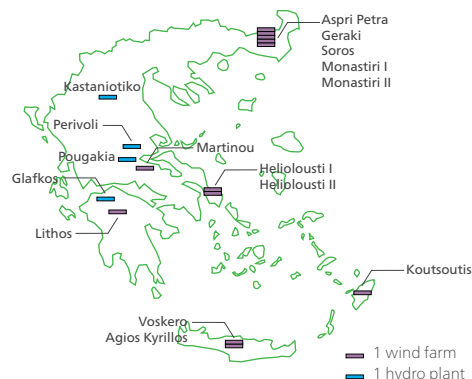 Aspri Petra
Geraki
Soros
Monastiri I
Monastiri II
Kastaniotiko
Perivoli
Martinou
Pougakia
Heliolousti I
Heliolousti II
Glafkos
Lithos
Koutsoutis
Voskero
Agios Kyrillos
1 wind farm
1 hydro plant